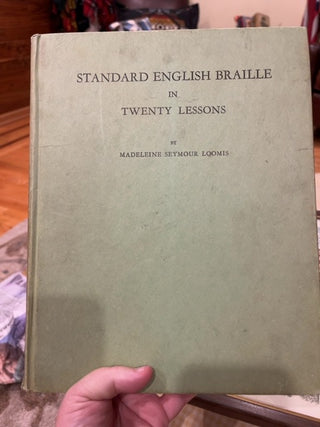 STANDARD ENGLISH BRAILLE
IN
TWENTY LESSONS
BY
MADELEINE SEYMOUR LOOMIS